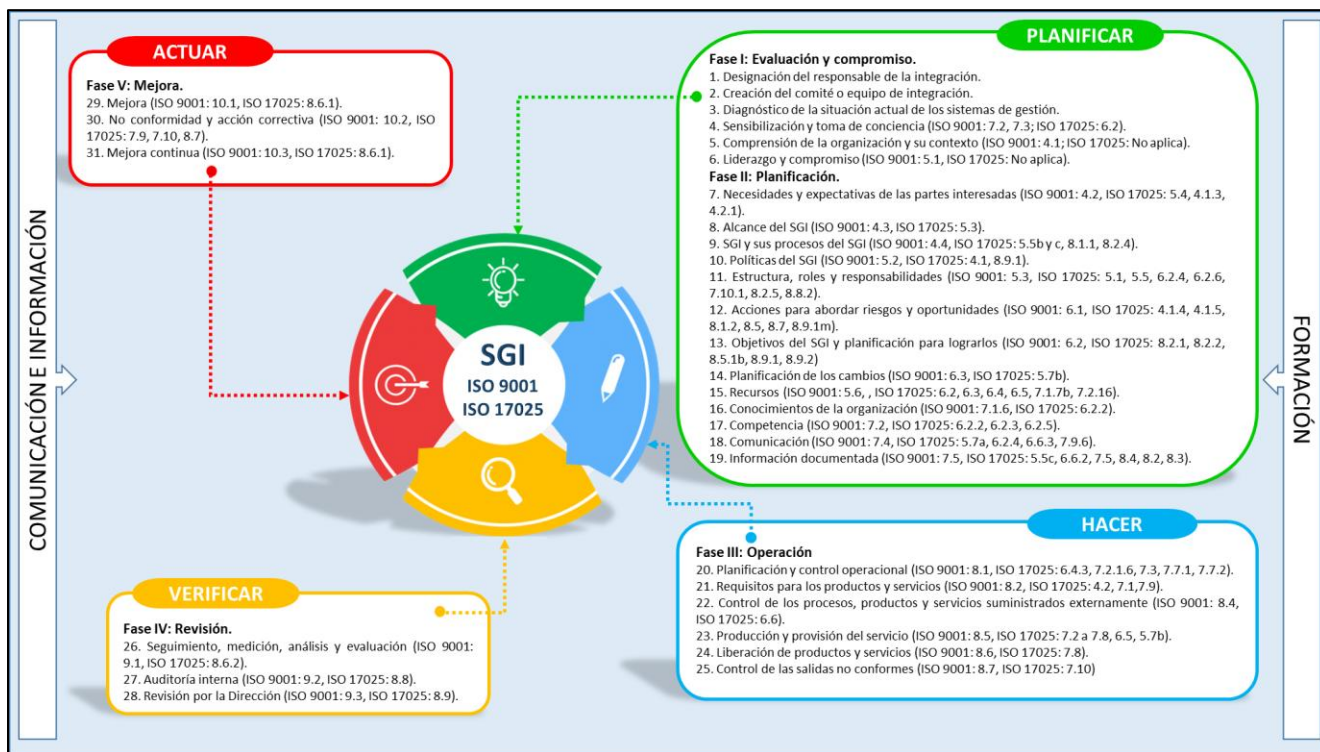 COMUNICACIÓN E INFORMACIÓN
ACTUAR
Fase V: Mejora.
29. Mejora (ISO 9001: 10.1, ISO 17025: 8.6.1).
30. No conformidad y acción correctiva (ISO 9001: 10.2, ISO
17025: 7.9, 7.10, 8.7).
31. Mejora continua (ISO 9001: 10.3, ISO 17025: 8.6.1).
PLANIFICAR
Fase I: Evaluación y compromiso.
1. Designación del responsable de la integración.
2. Creación del comité o equipo de integración.
3. Diagnóstico de la situación actual de los sistemas de gestión.
4. Sensibilización y toma de conciencia (ISO 9001: 7.2, 7.3; ISO 17025: 6.2).
5. Comprensión de la organización y su contexto (ISO 9001: 4.1; ISO 17025: No aplica).
6. Liderazgo y compromiso (ISO 9001: 5.1, ISO 17025: No aplica).
Fase II: Planificación.
7. Necesidades y expectativas de las partes interesadas (ISO 9001: 4.2, ISO 17025: 5.4, 4.1.3,
4.2.1).
8. Alcance del SGI (ISO 9001: 4.3, ISO 17025: 5.3).
9. SGI y sus procesos del SGI (ISO 9001: 4.4, ISO 17025: 5.5b y c, 8.1.1, 8.2.4).
10. Políticas del SGI (ISO 9001: 5.2, ISO 17025: 4.1, 8.9.1).
11. Estructura, roles y responsabilidades (ISO 9001: 5.3, ISO 17025: 5.1, 5.5, 6.2.4, 6.2.6,
7.10.1, 8.2.5, 8.8.2).
12. Acciones para abordar riesgos y oportunidades (ISO 9001: 6.1, ISO 17025: 4.1.4, 4.1.5,
8.1.2, 8.5, 8.7, 8.9.1m).
13. Objetivos del SGI y planificación para lograrlos (ISO 9001: 6.2, ISO 17025: 8.2.1, 8.2.2,
8.5.1b, 8.9.1, 8.9.2)
14. Planificación de los cambios (ISO 9001: 6.3, ISO 17025: 5.7b).
15. Recursos (ISO 9001: 5.6, , ISO 17025: 6.2, 6.3, 6.4, 6.5, 7.1.7b, 7.2.16).
16. Conocimientos de la organización (ISO 9001: 7.1.6, ISO 17025: 6.2.2).
17. Competencia (ISO 9001: 7.2, ISO 17025: 6.2.2, 6.2.3, 6.2.5).
18. Comunicación (ISO 9001: 7.4, ISO 17025: 5.7a, 6.2.4, 6.6.3, 7.9.6).
19. Información documentada (ISO 9001: 7.5, ISO 17025: 5.5c, 6.6.2, 7.5, 8.4, 8.2, 8.3).
SGI
ISO 9001
ISO 17025
VERIFICAR
Fase IV: Revisión.
26. Seguimiento, medición, análisis y evaluación (ISO 9001:
9.1, ISO 17025: 8.6.2).
27. Auditoría interna (ISO 9001: 9.2, ISO 17025: 8.8).
28. Revisión por la Dirección (ISO 9001: 9.3, ISO 17025: 8.9).
HACER
Fase III: Operación
20. Planificación y control operacional (ISO 9001: 8.1, ISO 17025: 6.4.3, 7.2.1.6, 7.3, 7.7.1, 7.7.2).
21. Requisitos para los productos y servicios (ISO 9001: 8.2, ISO 17025: 4.2, 7.1,7.9).
22. Control de los procesos, productos y servicios suministrados externamente (ISO 9001: 8.4,
ISO 17025: 6.6).
23. Producción y provisión del servicio (ISO 9001: 8.5, ISO 17025: 7.2 a 7.8, 6.5, 5.7b).
24. Liberación de productos y servicios (ISO 9001: 8.6, ISO 17025: 7.8).
25. Control de las salidas no conformes (ISO 9001: 8.7, ISO 17025: 7.10)
FORMACIÓN